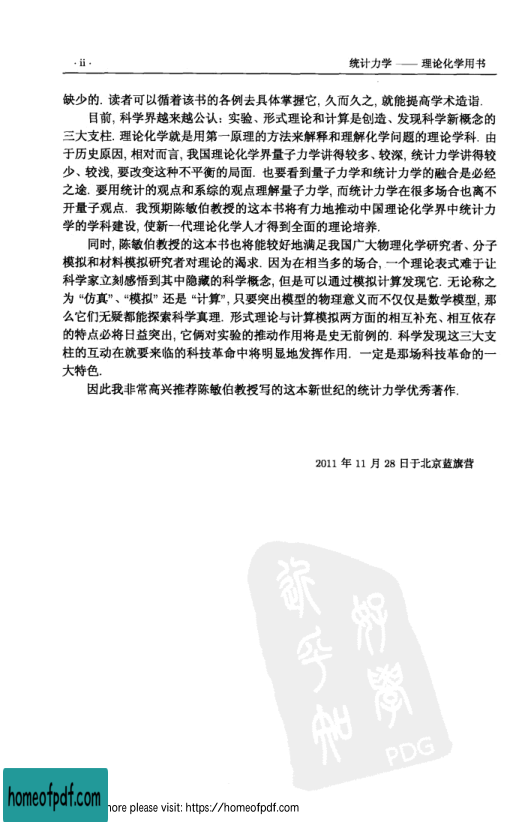 · ii ·
统计力学 —— 理论化学用书
缺少的. 读者可以循着该书的各例去具体掌握它, 久而久之, 就能提高学术造诣.
目前, 科学界越来越公认: 实验、形式理论和计算是创造、发现科学新概念的
三大支柱. 理论化学就是用第一原理的方法来解释和理解化学问题的理论学科. 由
于历史原因, 相对而言, 我国理论化学界量子力学讲得较多、较深, 统计力学讲得较
少、较浅, 要改变这种不平衡的局面. 也要看到量子力学和统计力学的融合是必经
之途. 要用统计的观点和系综的观点理解量子力学, 而统计力学在很多场合也离不
开量子观点. 我预期陈敏伯教授的这本书将有力地推动中国理论化学界中统计力
学的学科建设, 使新一代理论化学人才得到全面的理论培养.
同时, 陈敏伯教授的这本书也将能较好地满足我国广大物理化学研究者、分子
模拟和材料模拟研究者对理论的渴求. 因为在相当多的场合, 一个理论表式难于让
科学家立刻感悟到其中隐藏的科学概念, 但是可以通过模拟计算发现它. 无论称之
为 “仿真”、“模拟” 还是 “计算”, 只要突出模型的物理意义而不仅仅是数学模型, 那
么它们无疑都能探索科学真理. 形式理论与计算模拟两方面的相互补充、相互依存
的特点必将日益突出, 它俩对实验的推动作用将是史无前例的. 科学发现这三大支
柱的互动在就要来临的科技革命中将明显地发挥作用. 一定是那场科技革命的一
大特色.
因此我非常高兴推荐陈敏伯教授写的这本新世纪的统计力学优秀著作.
2011 年 11 月 28 日于北京蓝旗营
好學
近乎知
PDG
homeofpdf.com
more please visit: https://homeofpdf.com